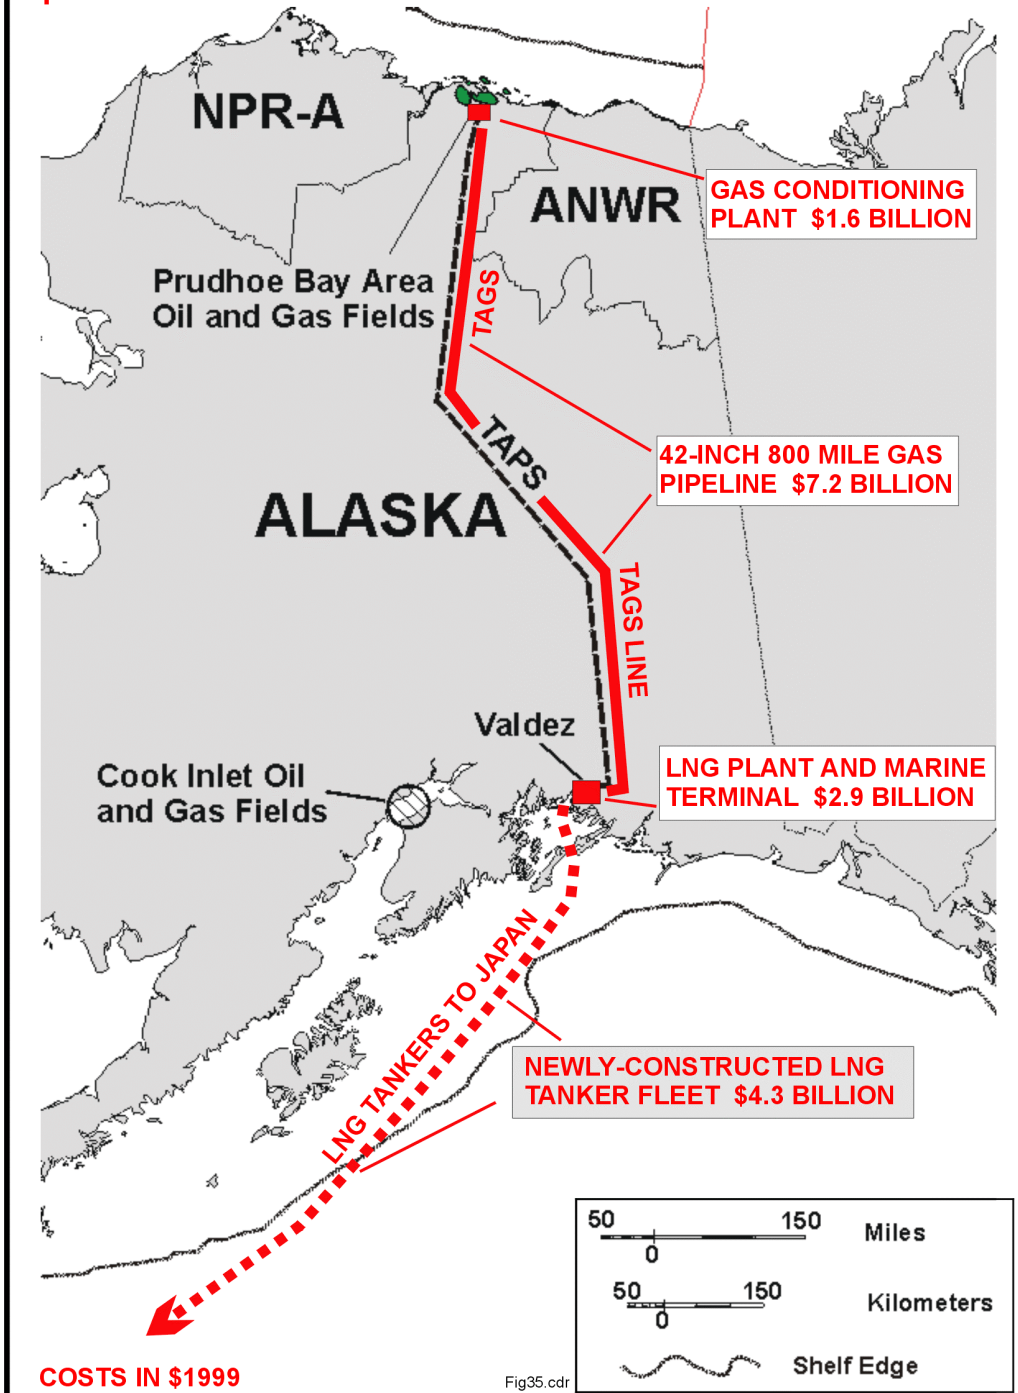 NPR-A
ANWR
GAS CONDITIONING
PLANT $1.6 BILLION
Prudhoe Bay Area
Oil and Gas Fields
TAGS
TAPS
42-INCH 800 MILE GAS
PIPELINE $7.2 BILLION
ALASKA
TAGS LINE
Valdez
LNG PLANT AND MARINE
TERMINAL $2.9 BILLION
Cook Inlet Oil
and Gas Fields
LNG TANKERS TO JAPAN
NEWLY-CONSTRUCTED LNG
TANKER FLEET $4.3 BILLION
50 150
0
Miles
50 150
0
Kilometers
Shelf Edge
COSTS IN $1999
Fig35.cdr